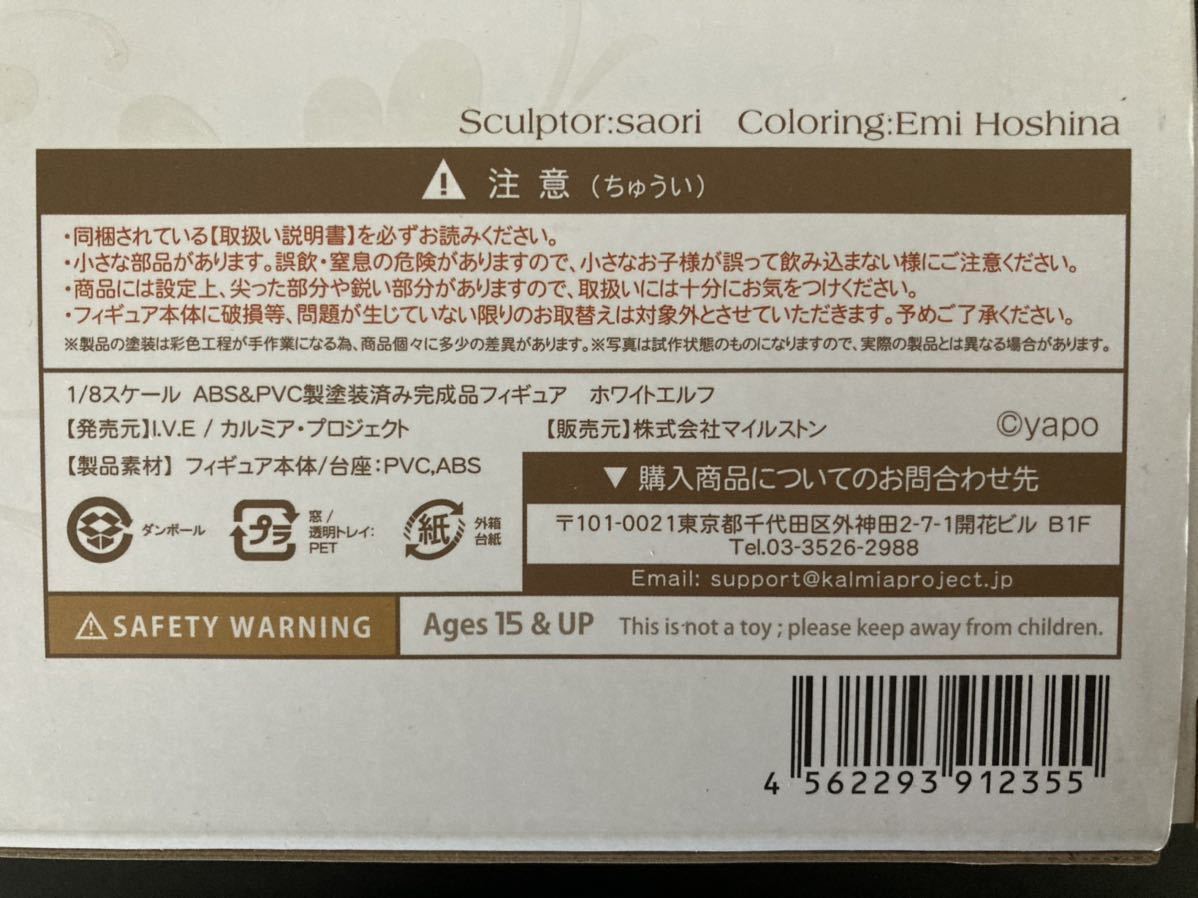 Sculptor:saori Coloring:Emi Hoshina
注意（ちゅうい）
・同梱されている【取扱い説明書】を必ずお読みください。
・小さな部品があります。誤飲・窒息の危険がありますので、小さなお子様が誤って飲み込まない様にご注意ください。
・商品には設定上、尖った部分や鋭い部分がありますので、取扱いには十分にお気をつけください。
・フィギュア本体に破損等、問題が生じていない限りのお取替えは対象外とさせていただきます。予めご了承ください。
※製品の塗装は彩色工程が手作業になる為、商品個々に多少の差異があります。※写真は試作状態のものになりますので、実際の製品とは異なる場合があります。
1/8スケール ABS&PVC製塗装済み完成品フィギュア ホワイトエルフ
【発売元】I.V.E / カルミア・プロジェクト 【販売元】株式会社マイルストン
©yapo
【製品素材】 フィギュア本体/台座：PVC,ABS
ダンボール
プラ
窓 /
透明トレイ：
PET
紙
外箱
台紙
▼ 購入商品についてのお問合わせ先
〒101-0021東京都千代田区外神田2-7-1開花ビル B1F
Tel.03-3526-2988
Email: support@kalmiaproject.jp
SAFETY WARNING
Ages 15 & UP This is not a toy ; please keep away from children.
4 562293 912355